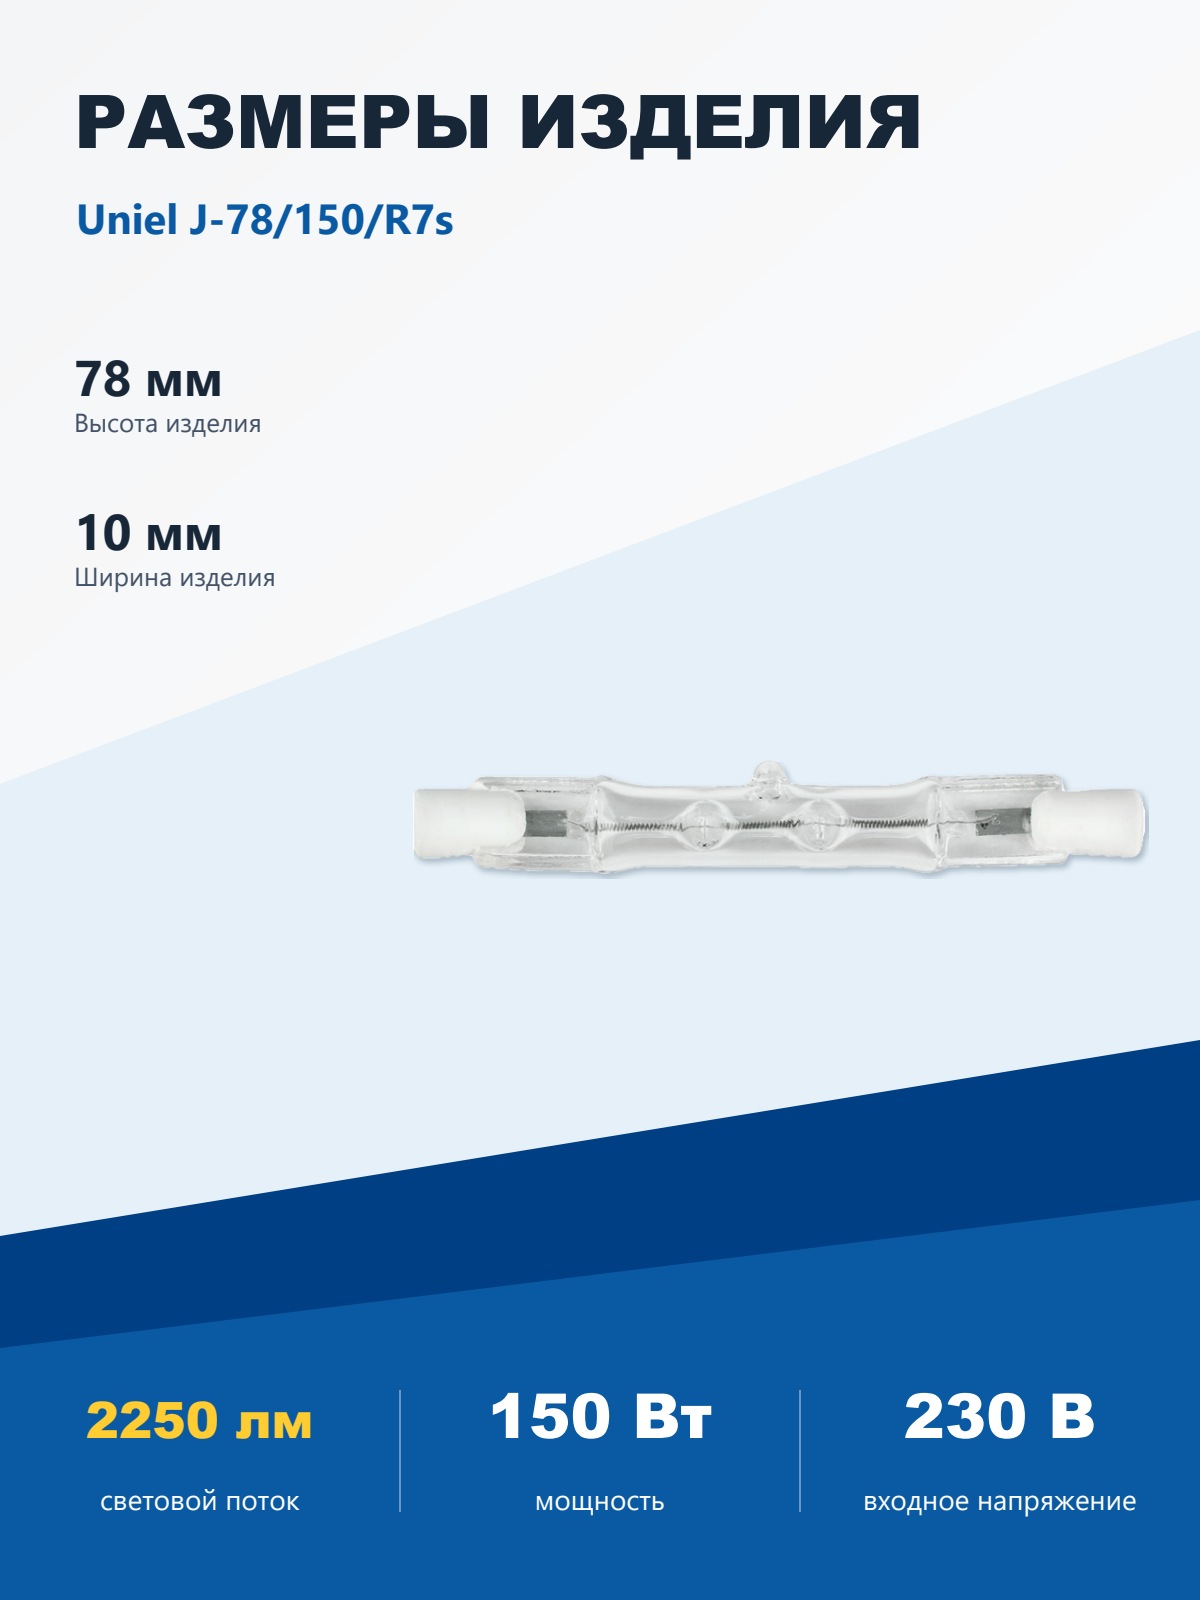 РАЗМЕРЫ ИЗДЕЛИЯ
Uniel J-78/150/R7s
78 мм
Высота изделия
10 мм
Ширина изделия
2250 лм
световой поток
150 Вт
мощность
230 В
входное напряжение